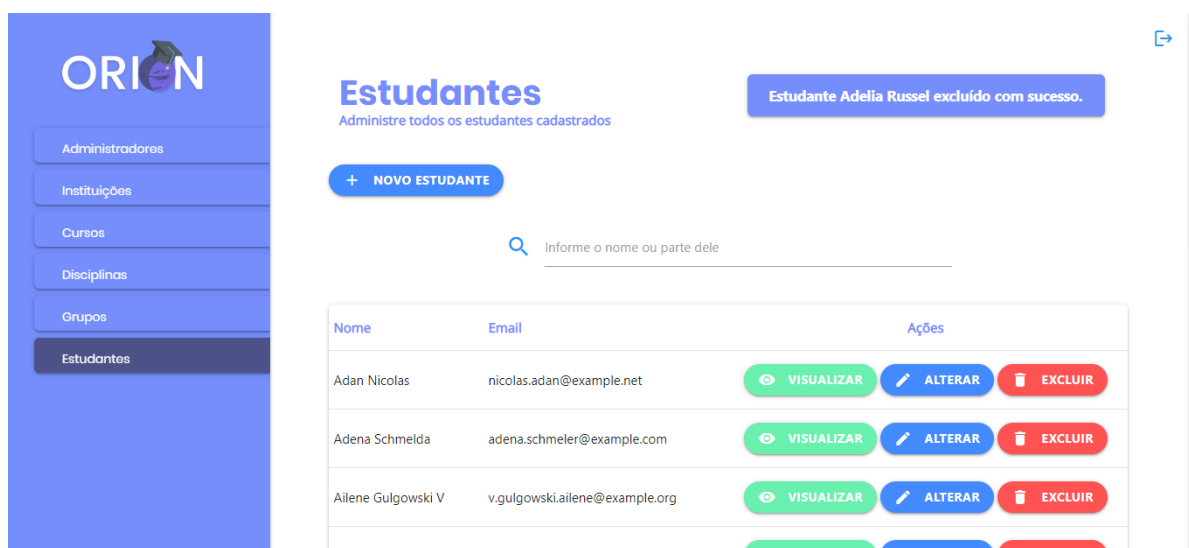 ORION
Administradores
Instituições
Cursos
Disciplinas
Grupos
Estudantes
Estudantes
Administre todos os estudantes cadastrados
Estudante Adelia Russel excluído com sucesso.
+ NOVO ESTUDANTE
Informe o nome ou parte dele
Nome Email Ações
Adan Nicolas nicolas.adan@example.net VISUALIZAR ALTERAR EXCLUIR
Adena Schmelda adena.schmeler@example.com VISUALIZAR ALTERAR EXCLUIR
Ailene Gulgowski V v.gulgowski.ailene@example.org VISUALIZAR ALTERAR EXCLUIR